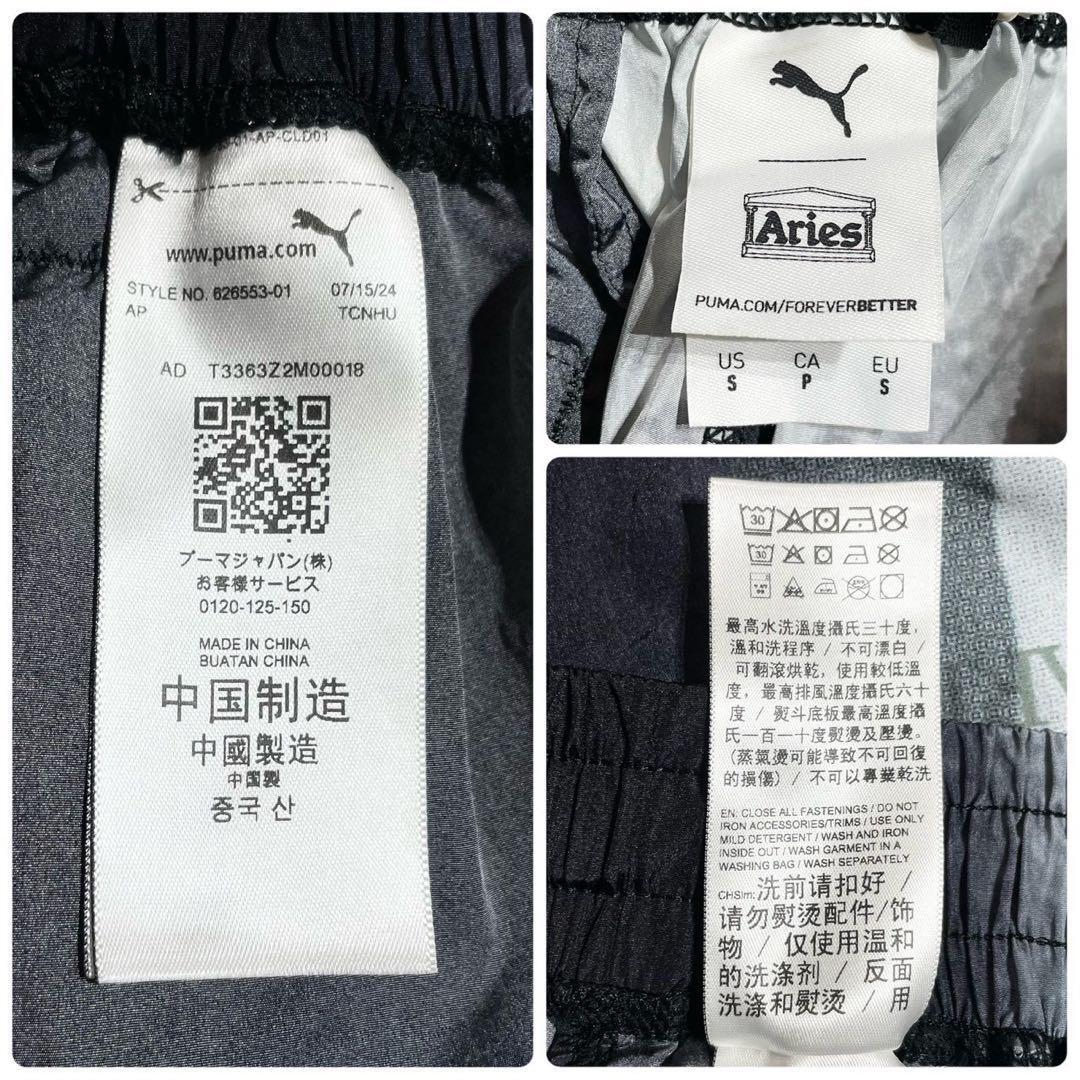 -AP-CLD01
www.puma.com
STYLE NO. 626553-01 07/15/24
AP TCNHU
AD T3363Z2M00018
プーマジャパン(株)
お客様サービス
0120-125-150
MADE IN CHINA
BUATAN CHINA
中国制造
中國製造
中国製
중국 산
Aries
PUMA.COM/FOREVERBETTER
US CA EU
S P S
30
30
最高水洗溫度攝氏三十度,
溫和洗程序 / 不可漂白 /
可翻滾烘乾, 使用較低溫
度, 最高排風溫度攝氏六十
度 / 熨斗底板最高溫度攝
氏一百一十度熨燙及壓燙。
(蒸氣燙可能導致不可回復
的損傷) / 不可以專業乾洗
EN: CLOSE ALL FASTENINGS / DO NOT
IRON ACCESSORIES/TRIMS / USE ONLY
MILD DETERGENT / WASH AND IRON
INSIDE OUT / WASH GARMENT IN A
WASHING BAG / WASH SEPARATELY
CHSIm: 洗前请扣好 /
请勿熨烫配件/饰
物 / 仅使用温和
的洗涤剂 / 反面
洗涤和熨烫 / 用